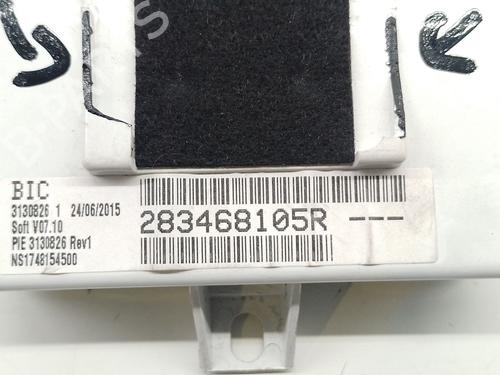 BIC
3130826 1 24/06/2015
Soft V07.10
PIE 3130826 Rev1
NS1748154500
283468105R ---